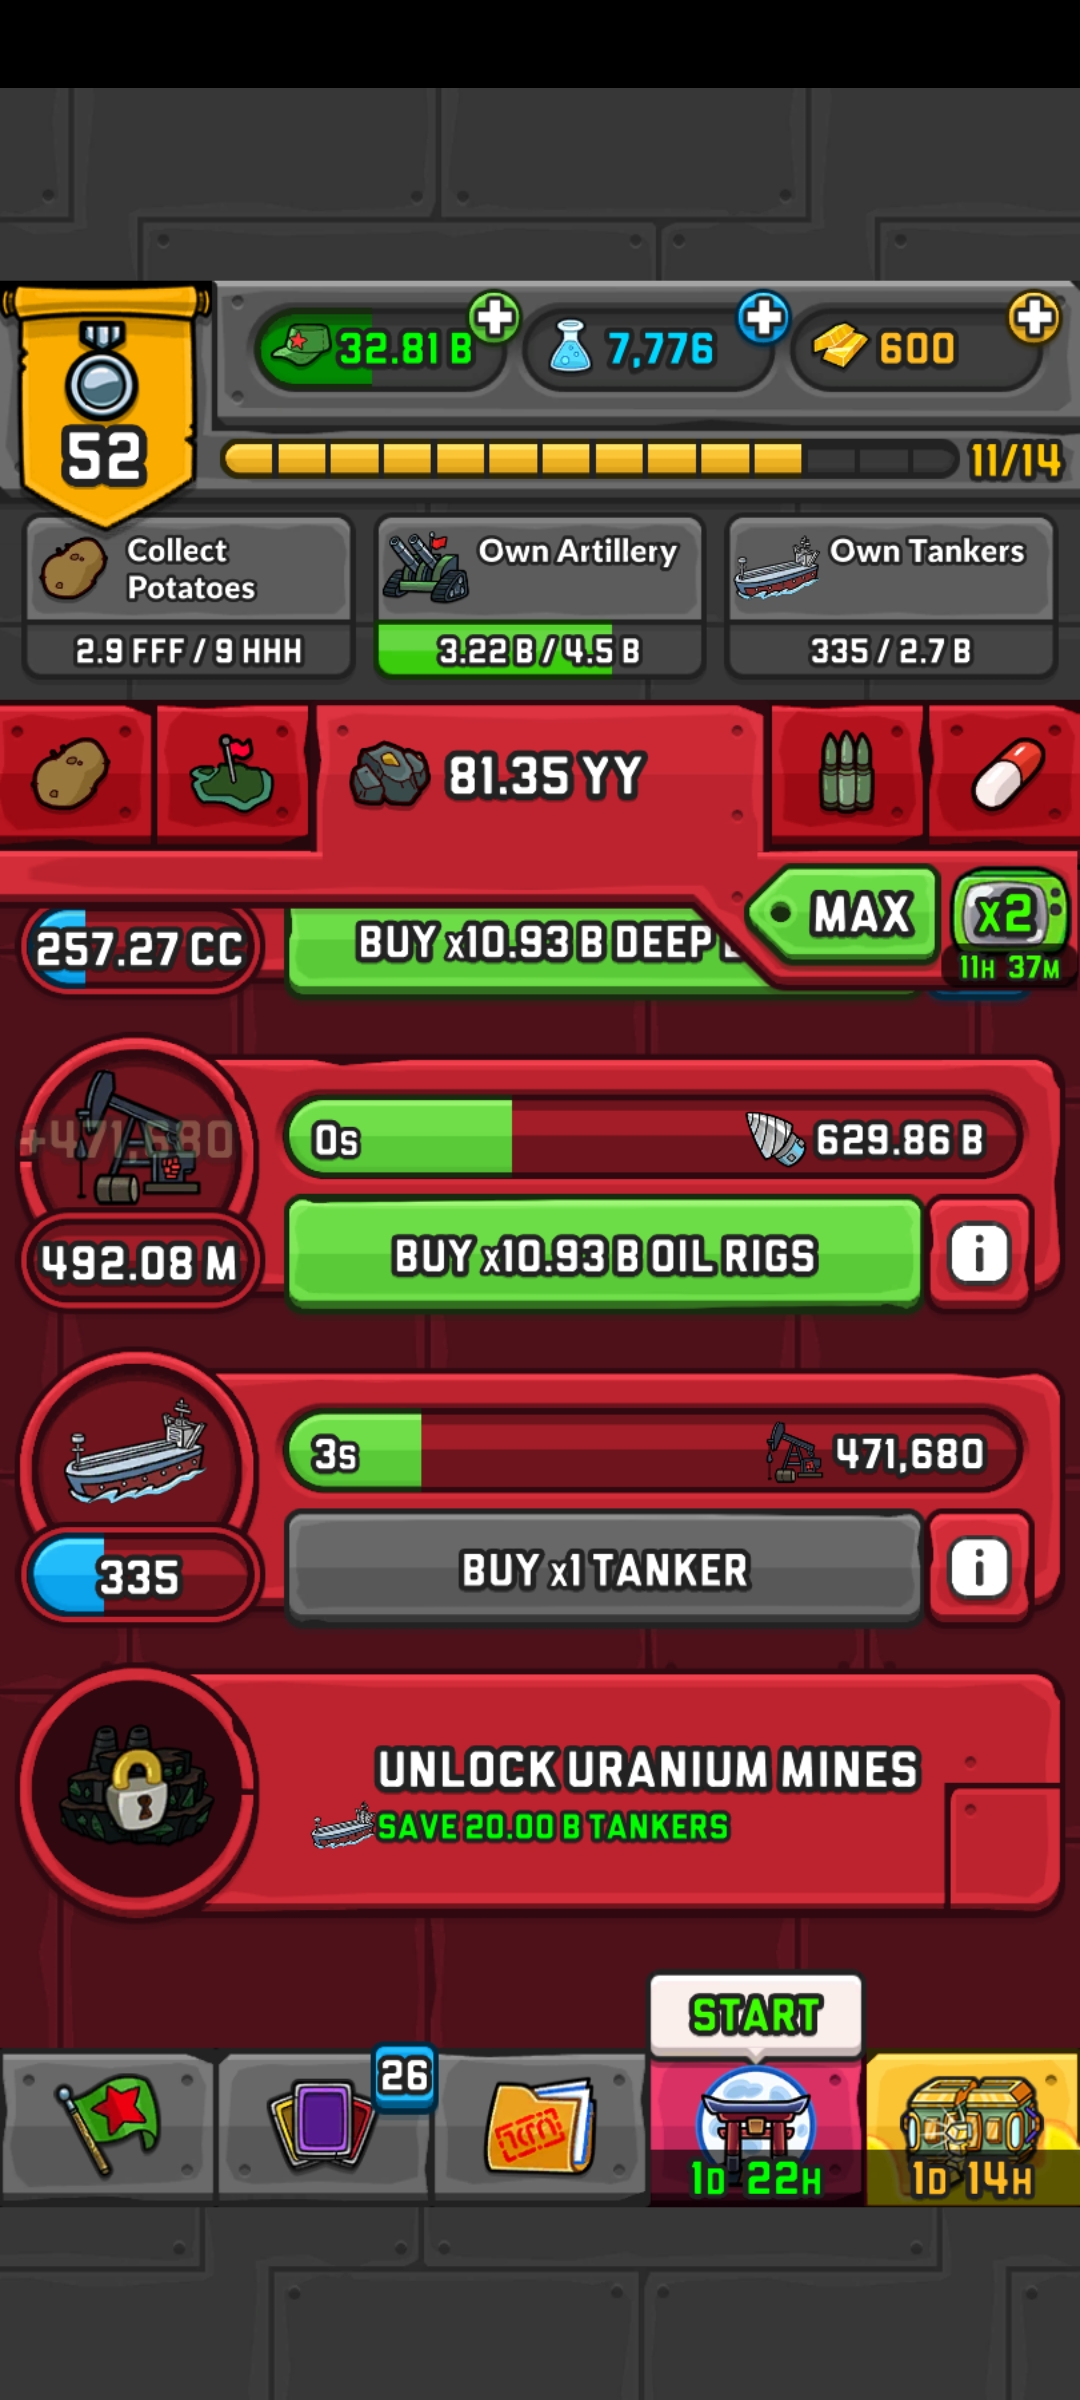 32.81 B
7,776
600
52
11/14
Collect
Potatoes
2.9 FFF / 9 HHH
Own Artillery
3.22 B / 4.5 B
Own Tankers
335 / 2.7 B
81.35 YY
MAX
x2
11H 37M
257.27 CC
BUY x10.93 B DEEP
+471,680
0s
629.86 B
492.08 M
BUY x10.93 B OIL RIGS
i
3s
471,680
335
BUY x1 TANKER
i
UNLOCK URANIUM MINES
SAVE 20.00 B TANKERS
START
26
1D 22H
1D 14H